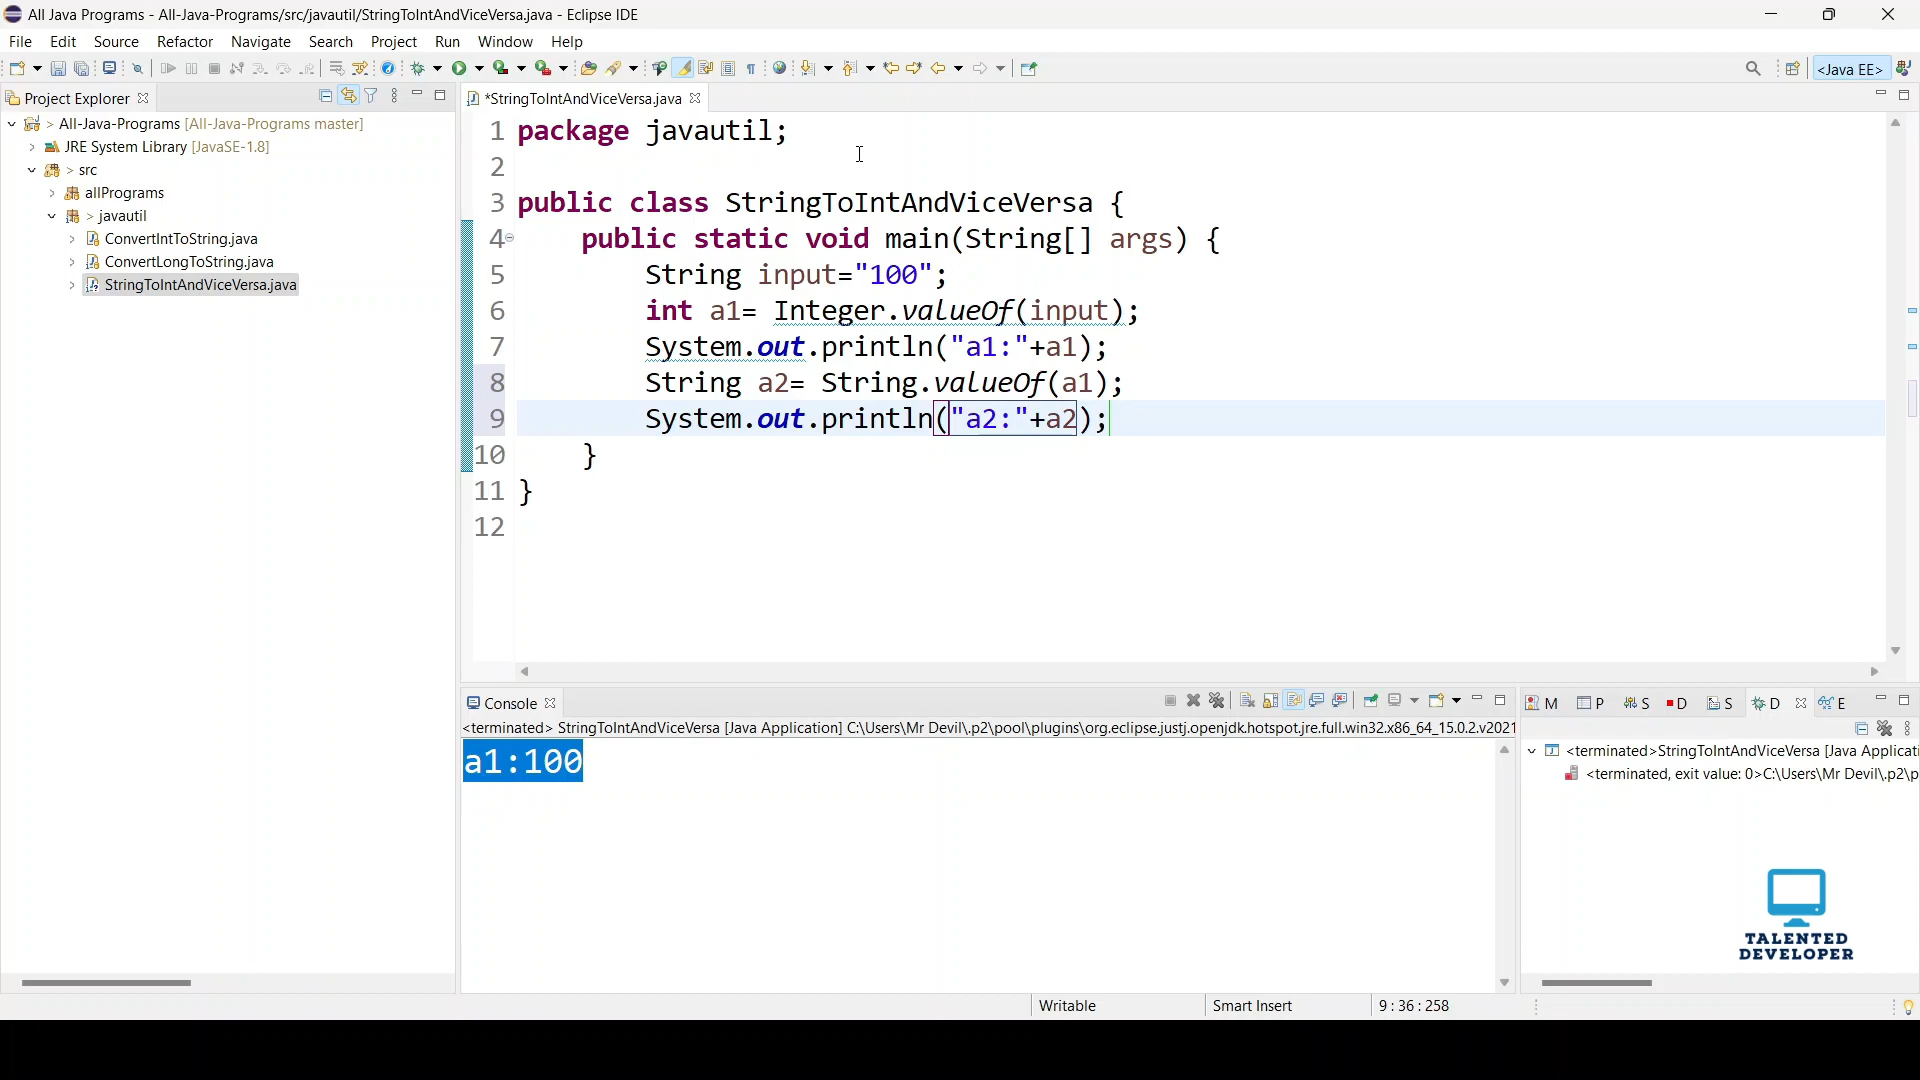 All Java Programs - All-Java-Programs/src/javautil/StringToIntAndViceVersa.java - Eclipse IDE
File Edit Source Refactor Navigate Search Project Run Window Help
<Java EE>
Project Explorer
*StringToIntAndViceVersa.java
> All-Java-Programs [All-Java-Programs master]
JRE System Library [JavaSE-1.8]
> src
allPrograms
> javautil
ConvertIntToString.java
ConvertLongToString.java
StringToIntAndViceVersa.java
1 package javautil;
2
3 public class StringToIntAndViceVersa {
4 public static void main(String[] args) {
5 String input="100";
6 int a1= Integer.valueOf(input);
7 System.out.println("a1:"+a1);
8 String a2= String.valueOf(a1);
9 System.out.println("a2:"+a2);
10 }
11 }
12
Console
M P S D S D E
<terminated> StringToIntAndViceVersa [Java Application] C:\Users\Mr Devil\.p2\pool\plugins\org.eclipse.justj.openjdk.hotspot.jre.full.win32.x86_64_15.0.2.v2021
a1:100
<terminated>StringToIntAndViceVersa [Java Applicati
<terminated, exit value: 0>C:\Users\Mr Devil\.p2\p
TALENTED
DEVELOPER
Writable Smart Insert 9 : 36 : 258